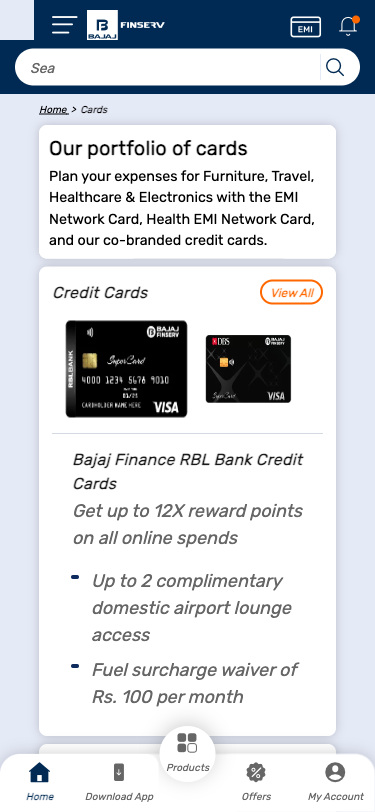 BAJAJ FINSERV
EMI
Sea
Home > Cards
Our portfolio of cards
Plan your expenses for Furniture, Travel,
Healthcare & Electronics with the EMI
Network Card, Health EMI Network Card,
and our co-branded credit cards.
Credit Cards
View All
RBLBANK
BAJAJ
FINSERV
SuperCard
4000 1234 5678 9010
01/21
CARDHOLDER NAME HERE
VISA
DBS
BAJAJ
FINSERV
SuperCard
VISA
Bajaj Finance RBL Bank Credit
Cards
Get up to 12X reward points
on all online spends
Up to 2 complimentary
domestic airport lounge
access
Fuel surcharge waiver of
Rs. 100 per month
Home
Download App
Products
Offers
My Account